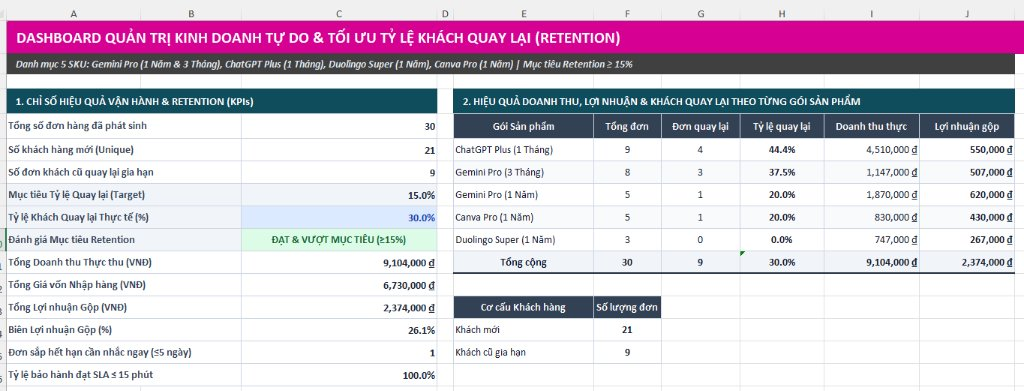 A B C D E F G H I J
DASHBOARD QUẢN TRỊ KINH DOANH TỰ DO & TỐI ƯU TỶ LỆ KHÁCH QUAY LẠI (RETENTION)
Danh mục 5 SKU: Gemini Pro (1 Năm & 3 Tháng), ChatGPT Plus (1 Tháng), Duolingo Super (1 Năm), Canva Pro (1 Năm) | Mục tiêu Retention ≥ 15%
1. CHỈ SỐ HIỆU QUẢ VẬN HÀNH & RETENTION (KPIs)
Tổng số đơn hàng đã phát sinh 30
Số khách hàng mới (Unique) 21
Số đơn khách cũ quay lại gia hạn 9
Mục tiêu Tỷ lệ Quay lại (Target) 15.0%
Tỷ lệ Khách Quay lại Thực tế (%) 30.0%
Đánh giá Mục tiêu Retention ĐẠT & VƯỢT MỤC TIÊU (≥15%)
Tổng Doanh thu Thực thu (VNĐ) 9,104,000 đ
Tổng Giá vốn Nhập hàng (VNĐ) 6,730,000 đ
Tổng Lợi nhuận Gộp (VNĐ) 2,374,000 đ
Biên Lợi nhuận Gộp (%) 26.1%
Đơn sắp hết hạn cần nhắc ngay (≤5 ngày) 1
Tỷ lệ bảo hành đạt SLA ≤ 15 phút 100.0%
2. HIỆU QUẢ DOANH THU, LỢI NHUẬN & KHÁCH QUAY LẠI THEO TỪNG GÓI SẢN PHẨM
Gói Sản phẩm Tổng đơn Đơn quay lại Tỷ lệ quay lại Doanh thu thực Lợi nhuận gộp
ChatGPT Plus (1 Tháng) 9 4 44.4% 4,510,000 đ 550,000 đ
Gemini Pro (3 Tháng) 8 3 37.5% 1,147,000 đ 507,000 đ
Gemini Pro (1 Năm) 5 1 20.0% 1,870,000 đ 620,000 đ
Canva Pro (1 Năm) 5 1 20.0% 830,000 đ 430,000 đ
Duolingo Super (1 Năm) 3 0 0.0% 747,000 đ 267,000 đ
Tổng cộng 30 9 30.0% 9,104,000 đ 2,374,000 đ
Cơ cấu Khách hàng Số lượng đơn
Khách mới 21
Khách cũ gia hạn 9